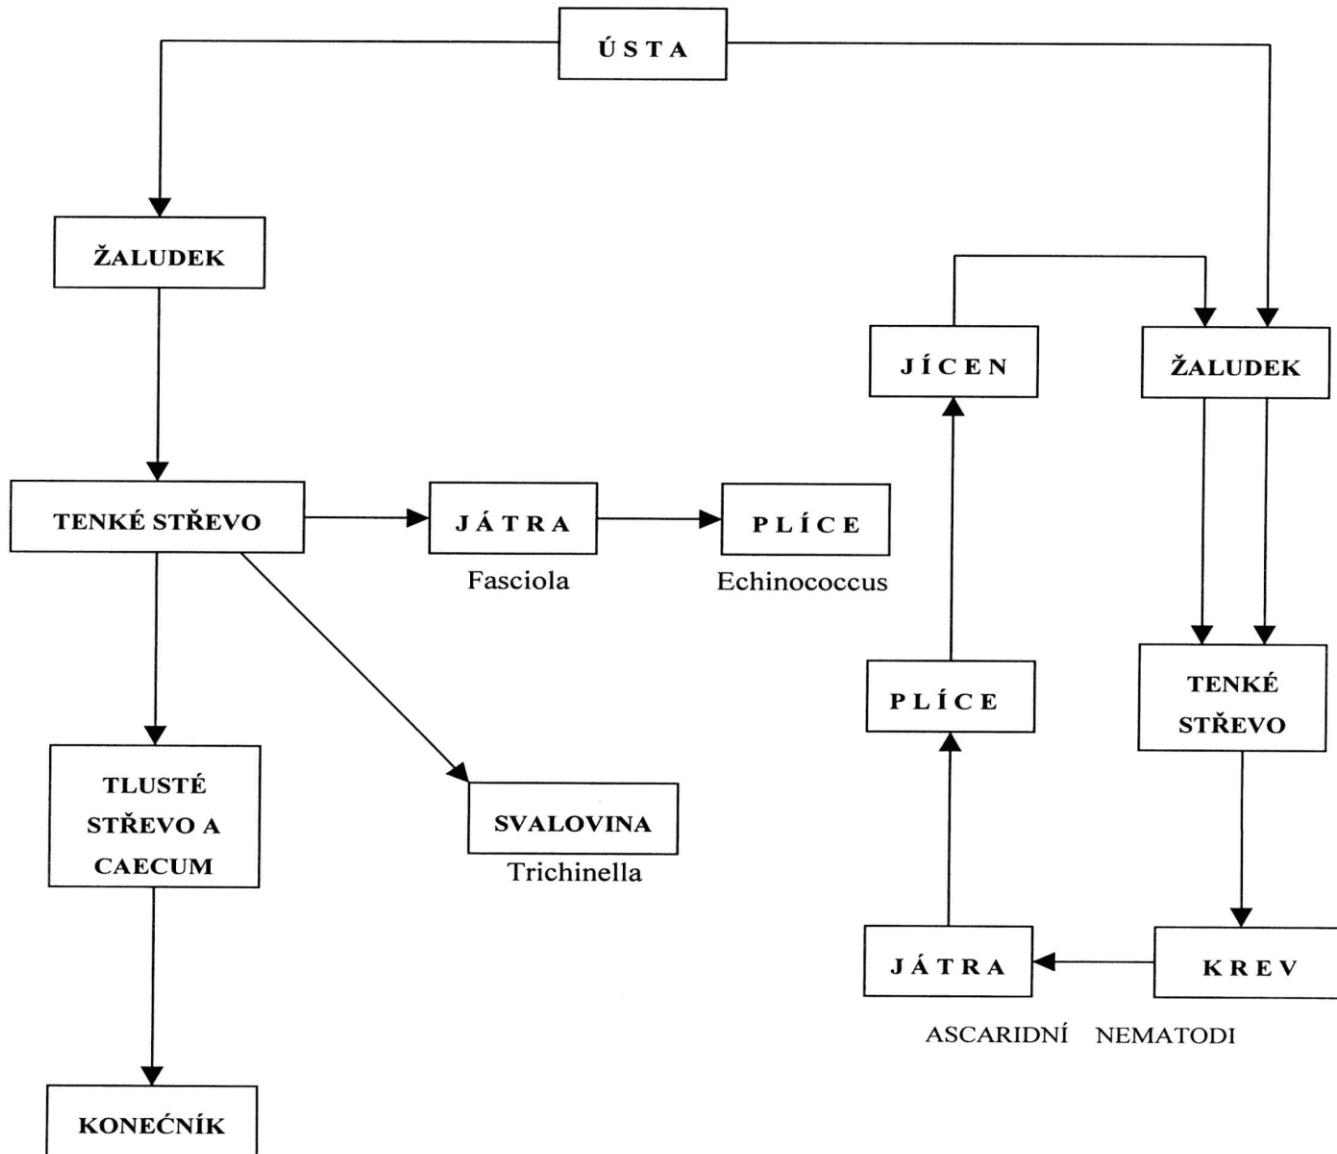 ÚSTA
ŽALUDEK
JÍCEN
ŽALUDEK
TENKÉ STŘEVO
JÁTRA
PLÍCE
Fasciola
Echinococcus
PLÍCE
TENKÉ
STŘEVO
TLUSTÉ
STŘEVO A
CAECUM
SVALOVINA
Trichinella
JÁTRA
KREV
ASCARIDNÍ NEMATODI
KONEĆNÍK